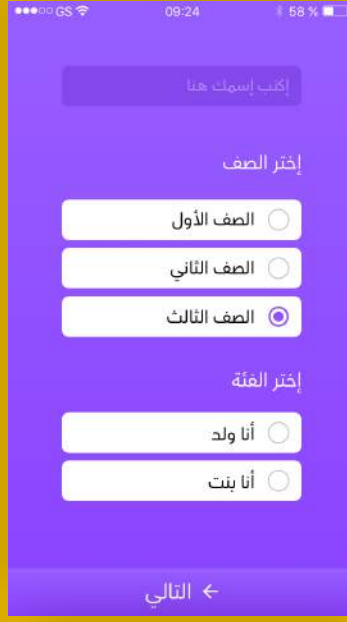 GS 09:24 58 %
إكتب إسمك هنا
إختر الصف
الصف الأول
الصف الثاني
الصف الثالث
إختر الفئة
أنا ولد
أنا بنت
التالي